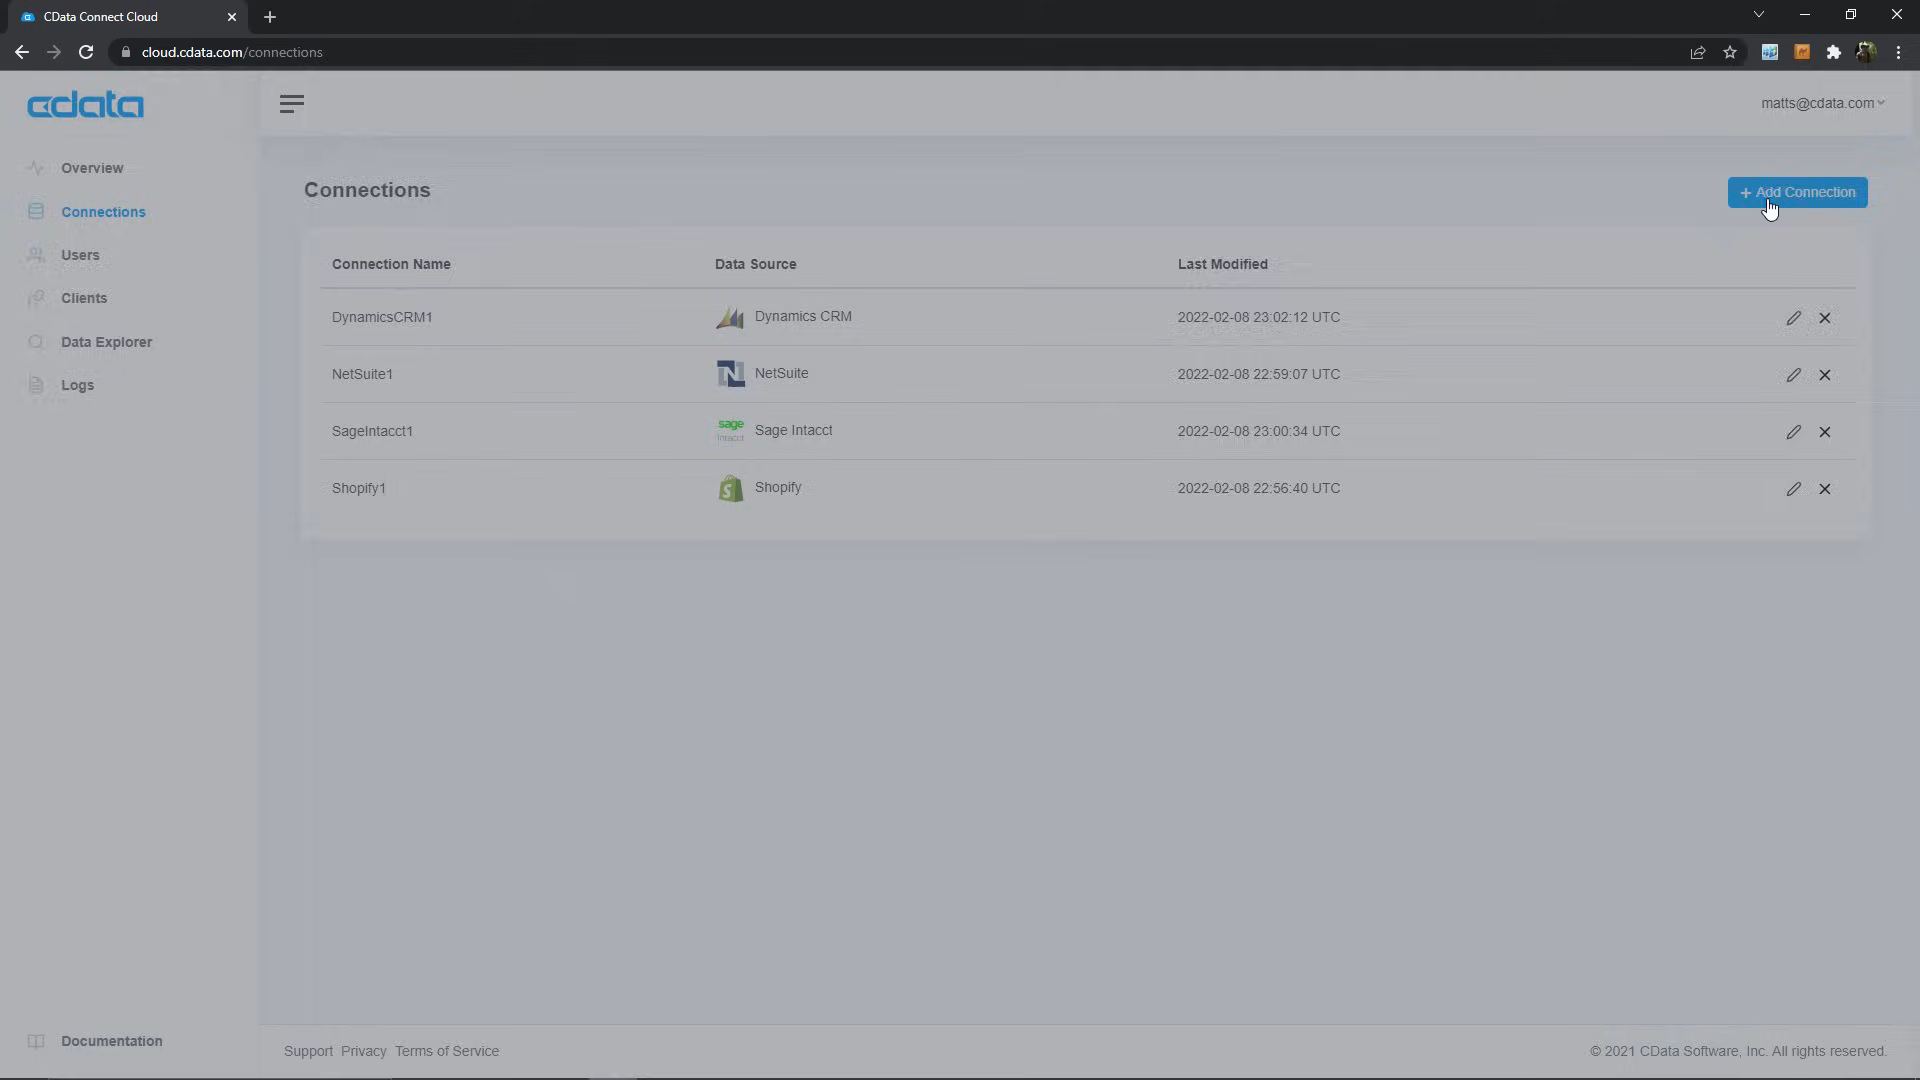 CData Connect Cloud
cloud.cdata.com/connections
cdata
matts@cdata.com
Overview
Connections
Users
Clients
Data Explorer
Logs
Documentation
Connections
+ Add Connection
Connection Name Data Source Last Modified
DynamicsCRM1 Dynamics CRM 2022-02-08 23:02:12 UTC
NetSuite1 N NetSuite 2022-02-08 22:59:07 UTC
SageIntacct1 sage Intacct Sage Intacct 2022-02-08 23:00:34 UTC
Shopify1 S Shopify 2022-02-08 22:56:40 UTC
Support Privacy Terms of Service
© 2021 CData Software, Inc. All rights reserved.